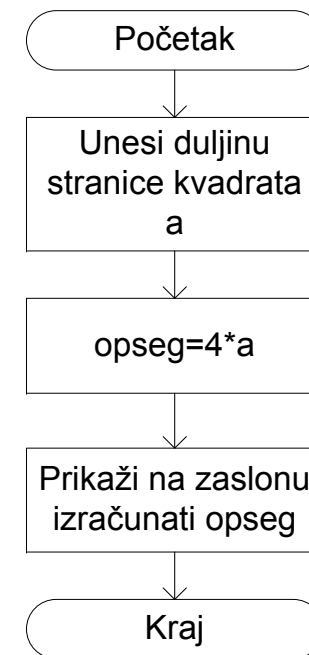 Početak
Unesi duljinu
stranice kvadrata
a
opseg=4*a
Prikaži na zaslonu
izračunati opseg
Kraj